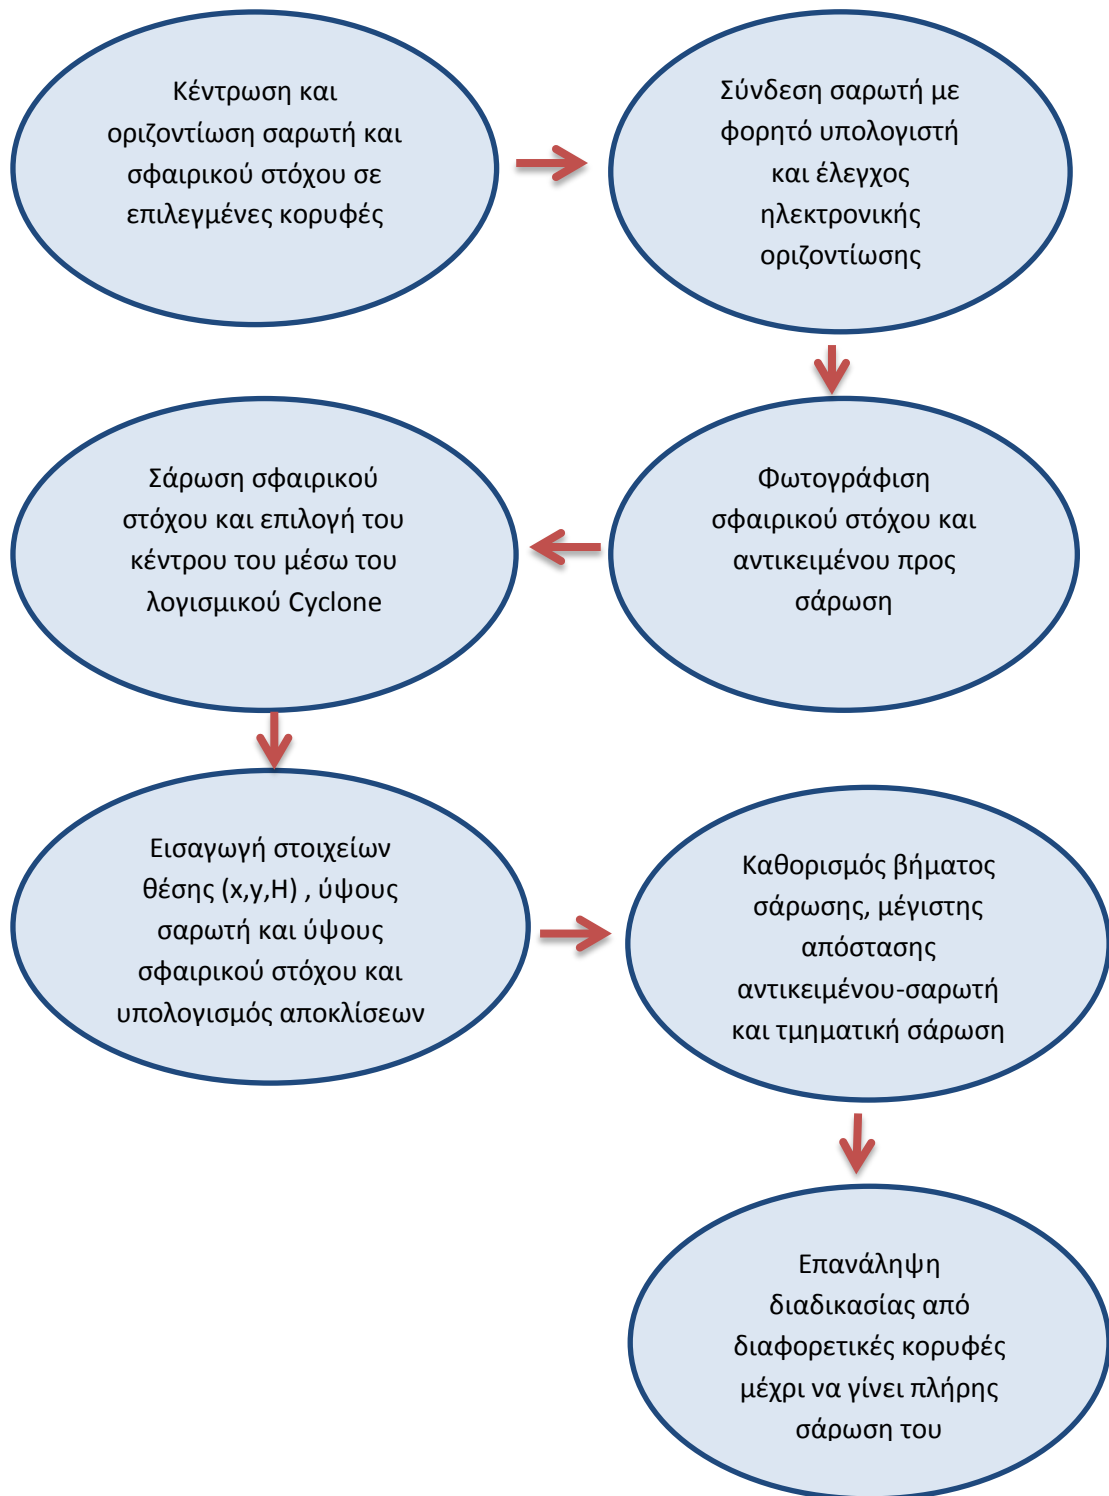 Κέντρωση και
οριζοντίωση σαρωτή και
σφαιρικού στόχου σε
επιλεγμένες κορυφές
Σύνδεση σαρωτή με
φορητό υπολογιστή
και έλεγχος
ηλεκτρονικής
οριζοντίωσης
Φωτογράφιση
σφαιρικού στόχου και
αντικειμένου προς
σάρωση
Σάρωση σφαιρικού
στόχου και επιλογή του
κέντρου του μέσω του
λογισμικού Cyclone
Εισαγωγή στοιχείων
θέσης (x,y,H) , ύψους
σαρωτή και ύψους
σφαιρικού στόχου και
υπολογισμός αποκλίσεων
Καθορισμός βήματος
σάρωσης, μέγιστης
απόστασης
αντικειμένου-σαρωτή
και τμηματική σάρωση
Επανάληψη
διαδικασίας από
διαφορετικές κορυφές
μέχρι να γίνει πλήρης
σάρωση του